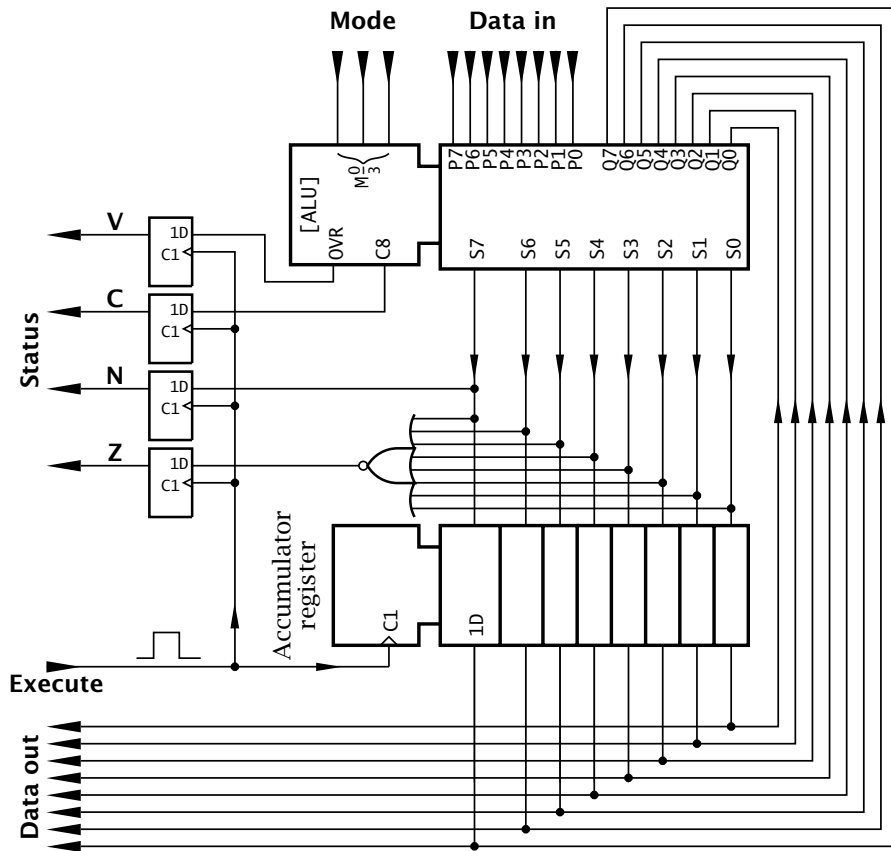 Mode
Data in
P7
P6
P5
P4
P3
P2
P1
P0
Q7
Q6
Q5
Q4
Q3
Q2
Q1
Q0
M 0 3
[ALU]
OVR
C8
S7
S6
S5
S4
S3
S2
S1
S0
Status
V
1D
C1
C
1D
C1
N
1D
C1
Z
1D
C1
Accumulator
register
C1
1D
Execute
Data out